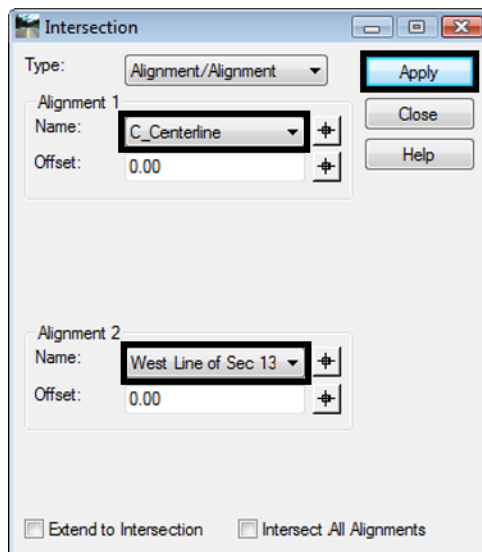 Intersection
Type:
Alignment/Alignment
Apply
Alignment 1
Name:
C_Centerline
Close
Offset:
0.00
Help
Alignment 2
Name:
West Line of Sec 13
Offset:
0.00
Extend to Intersection
Intersect All Alignments